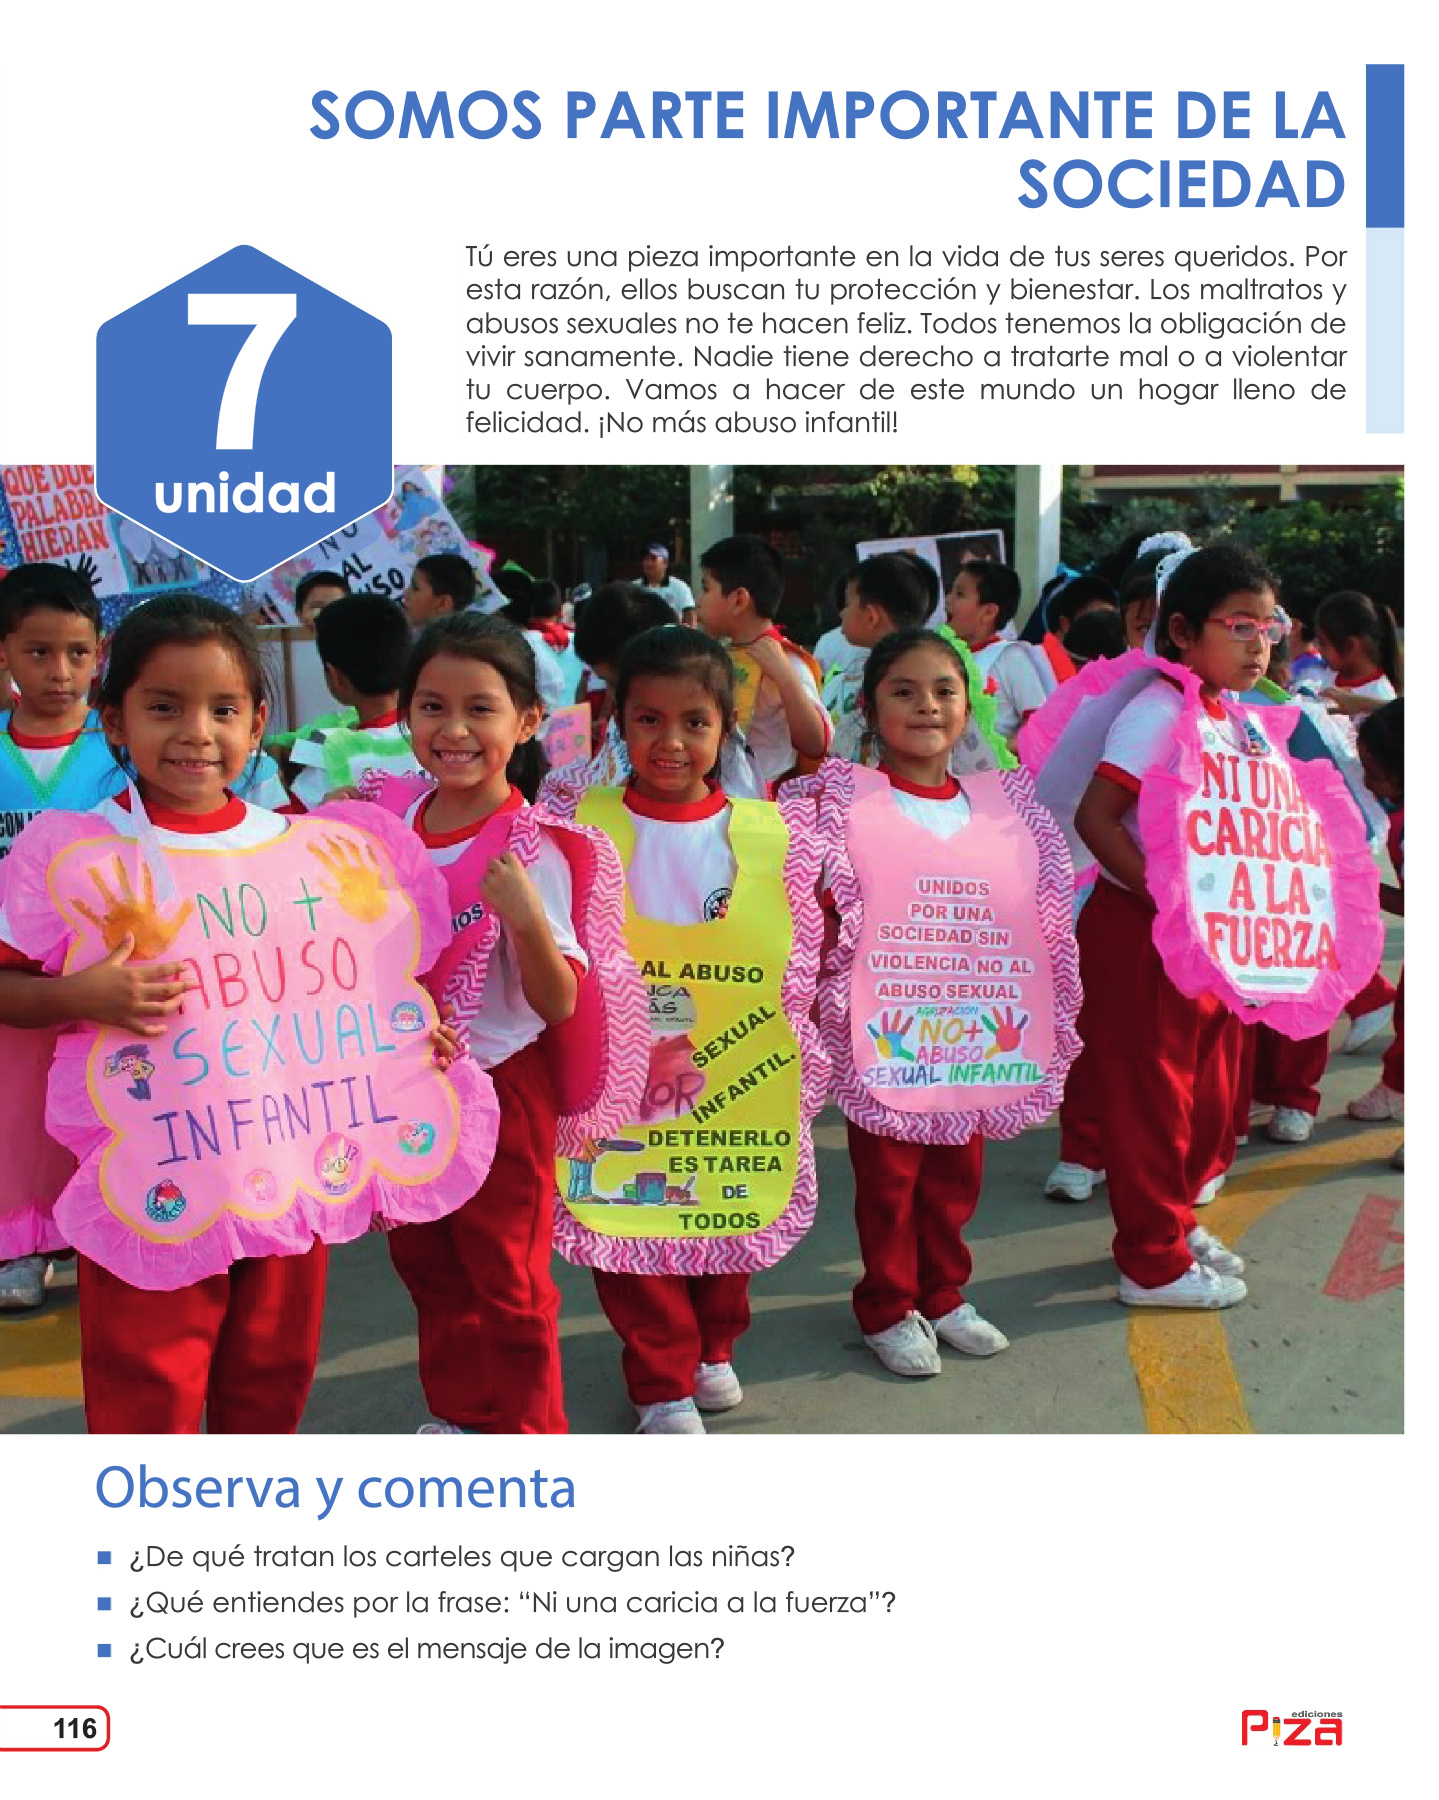 SOMOS PARTE IMPORTANTE DE LA
SOCIEDAD
7
unidad
Tú eres una pieza importante en la vida de tus seres queridos. Por
esta razón, ellos buscan tu protección y bienestar. Los maltratos y
abusos sexuales no te hacen feliz. Todos tenemos la obligación de
vivir sanamente. Nadie tiene derecho a tratarte mal o a violentar
tu cuerpo. Vamos a hacer de este mundo un hogar lleno de
felicidad. ¡No más abuso infantil!
QUE
HIERAN
NO
AL
NO +
ABUSO
SEXUAL
INFANTIL
AL ABUSO
SEXUAL
INFANTIL.
DETENERLO
ES TAREA
DE
TODOS
UNIDOS
POR UNA
SOCIEDAD SIN
VIOLENCIA NO AL
ABUSO SEXUAL
AGRUPACIÓN
NO+
ABUSO
SEXUAL INFANTIL
NI UNA
CARICIA
A LA
FUERZA
Observa y comenta
¿De qué tratan los carteles que cargan las niñas?
¿Qué entiendes por la frase: “Ni una caricia a la fuerza”?
¿Cuál crees que es el mensaje de la imagen?
116
ediciones
Piza